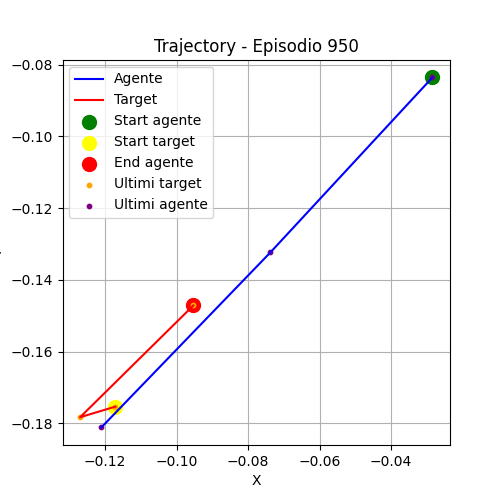 Trajectory - Episodio 950
Agente
Target
Start agente
Start target
End agente
Ultimi target
Ultimi agente
−0.08
−0.10
−0.12
−0.14
−0.16
−0.18
−0.12
−0.10
−0.08
−0.06
−0.04
X